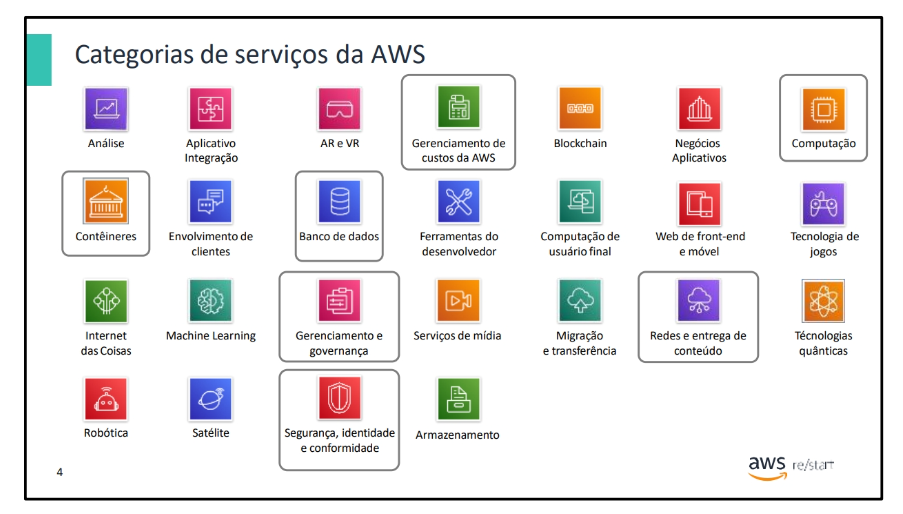 Categorias de serviços da AWS
Análise
Aplicativo
Integração
AR e VR
Gerenciamento de
custos da AWS
Blockchain
Negócios
Aplicativos
Computação
Contêineres
Envolvimento de
clientes
Banco de dados
Ferramentas do
desenvolvedor
Computação de
usuário final
Web de front-end
e móvel
Tecnologia de
jogos
Internet
das Coisas
Machine Learning
Gerenciamento e
governança
Serviços de mídia
Migração
e transferência
Redes e entrega de
conteúdo
Técnologias
quânticas
Robótica
Satélite
Segurança, identidade
e conformidade
Armazenamento
4
aws re/start